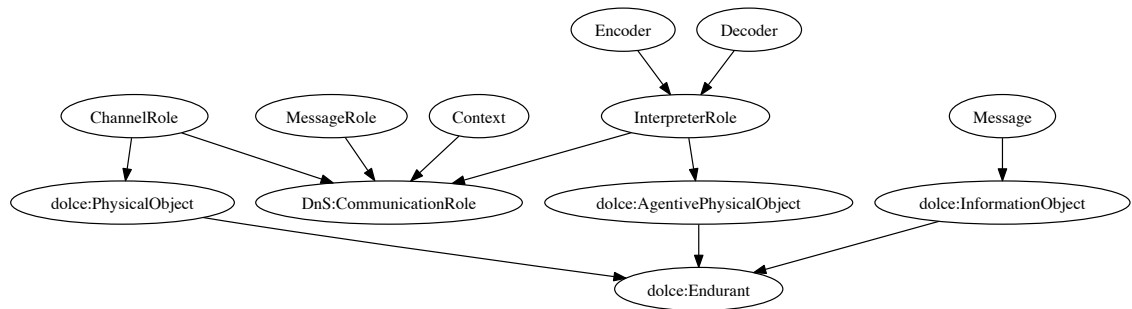 Encoder
Decoder
ChannelRole
MessageRole
Context
InterpreterRole
Message
dolce:PhysicalObject
DnS:CommunicationRole
dolce:AgentivePhysicalObject
dolce:InformationObject
dolce:Endurant